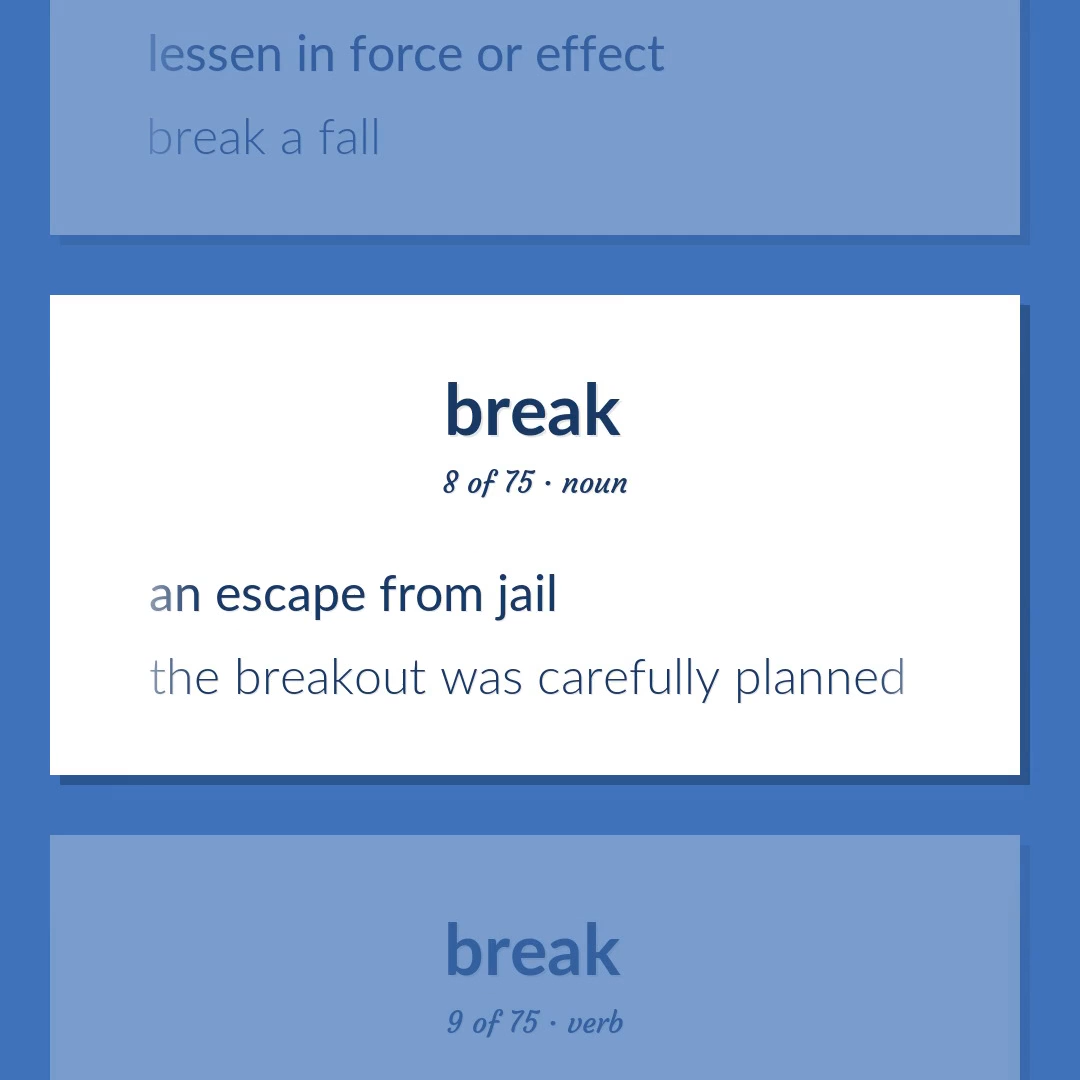 lessen in force or effect
break a fall
break
8 of 75 · noun
an escape from jail
the breakout was carefully planned
break
9 of 75 · verb